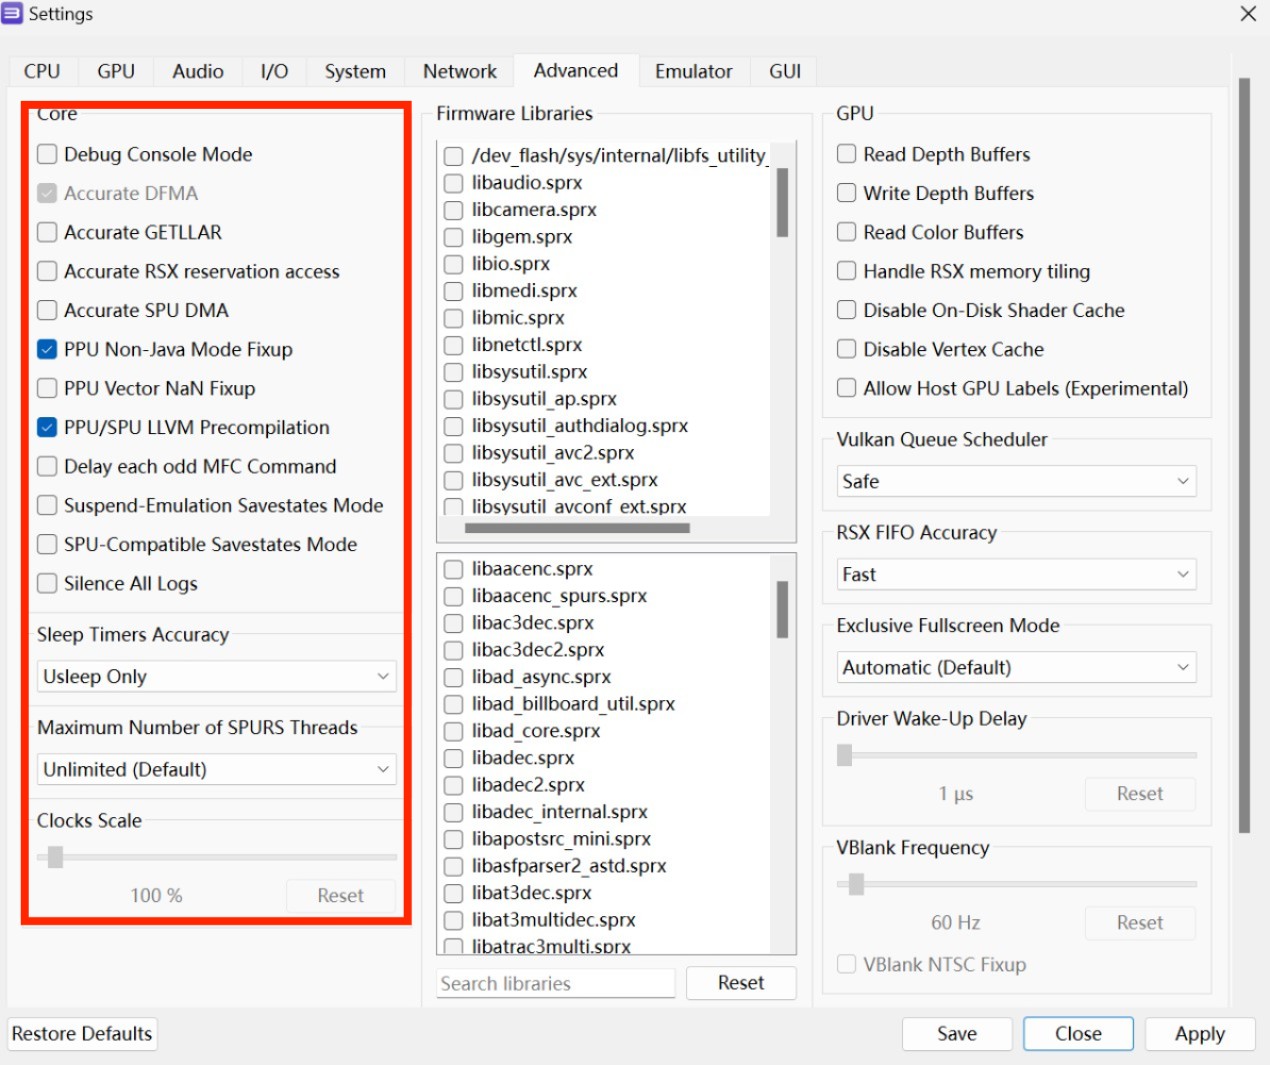 Settings
CPU GPU Audio I/O System Network Advanced Emulator GUI
Core
Debug Console Mode
Accurate DFMA
Accurate GETLLAR
Accurate RSX reservation access
Accurate SPU DMA
PPU Non-Java Mode Fixup
PPU Vector NaN Fixup
PPU/SPU LLVM Precompilation
Delay each odd MFC Command
Suspend-Emulation Savestates Mode
SPU-Compatible Savestates Mode
Silence All Logs
Sleep Timers Accuracy
Usleep Only
Maximum Number of SPURS Threads
Unlimited (Default)
Clocks Scale
100 % Reset
Firmware Libraries
/dev_flash/sys/internal/libfs_utility_
libaudio.sprx
libcamera.sprx
libgem.sprx
libio.sprx
libmedi.sprx
libmic.sprx
libnetctl.sprx
libsysutil.sprx
libsysutil_ap.sprx
libsysutil_authdialog.sprx
libsysutil_avc2.sprx
libsysutil_avc_ext.sprx
libsysutil_avconf_ext.sprx
libaacenc.sprx
libaacenc_spurs.sprx
libac3dec.sprx
libac3dec2.sprx
libad_async.sprx
libad_billboard_util.sprx
libad_core.sprx
libadec.sprx
libadec2.sprx
libadec_internal.sprx
libapostsrc_mini.sprx
libasfparser2_astd.sprx
libat3dec.sprx
libat3multidec.sprx
libatrac3multi.sprx
Search libraries Reset
GPU
Read Depth Buffers
Write Depth Buffers
Read Color Buffers
Handle RSX memory tiling
Disable On-Disk Shader Cache
Disable Vertex Cache
Allow Host GPU Labels (Experimental)
Vulkan Queue Scheduler
Safe
RSX FIFO Accuracy
Fast
Exclusive Fullscreen Mode
Automatic (Default)
Driver Wake-Up Delay
1 µs Reset
VBlank Frequency
60 Hz Reset
VBlank NTSC Fixup
Restore Defaults Save Close Apply